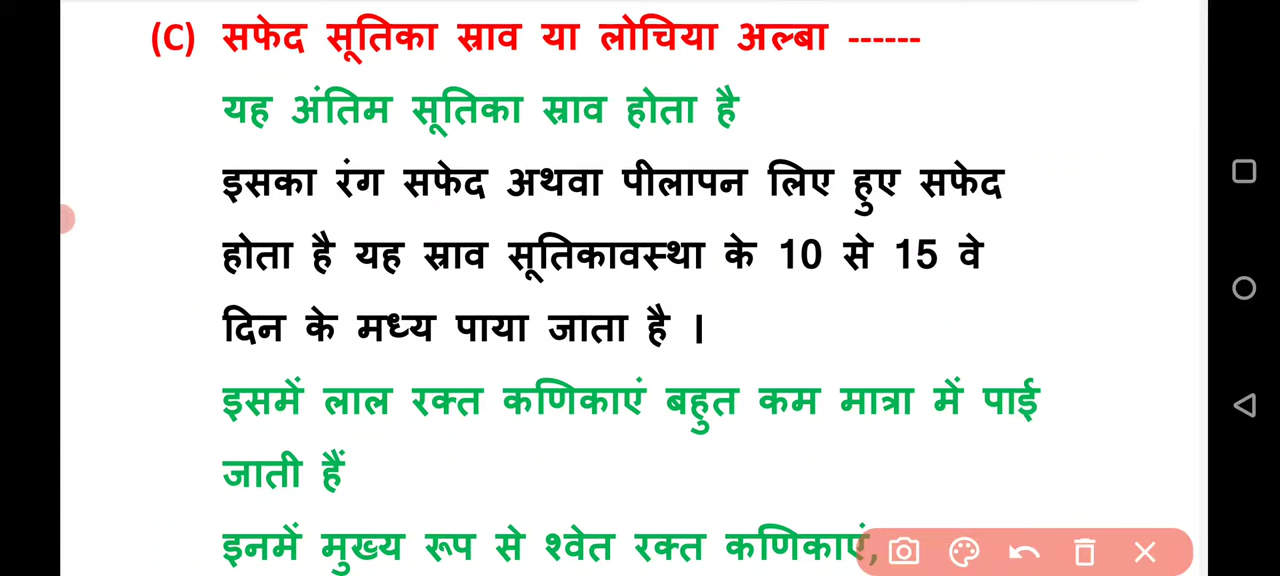 (C) सफेद सूतिका स्राव या लोचिया अल्बा ------
यह अंतिम सूतिका स्राव होता है
इसका रंग सफेद अथवा पीलापन लिए हुए सफेद
होता है यह स्राव सूतिकावस्था के 10 से 15 वे
दिन के मध्य पाया जाता है ।
इसमें लाल रक्त कणिकाएं बहुत कम मात्रा में पाई
जाती हैं
इनमें मुख्य रूप से श्वेत रक्त कणिकाएं,